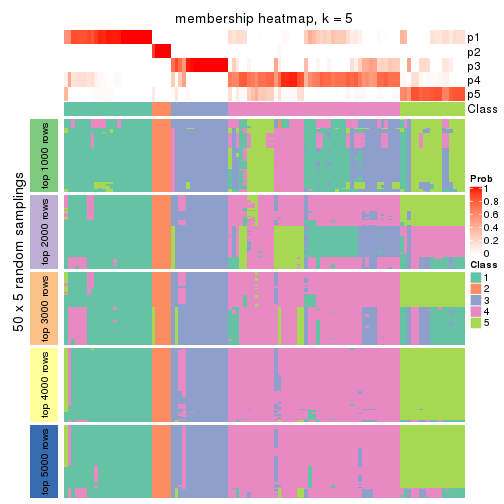 membership heatmap, k = 5
p1
p2
p3
p4
p5
Class
50 x 5 random samplings
top 1000 rows
top 2000 rows
top 3000 rows
top 4000 rows
top 5000 rows
Prob
1
0.8
0.6
0.4
0.2
0
Class
1
2
3
4
5